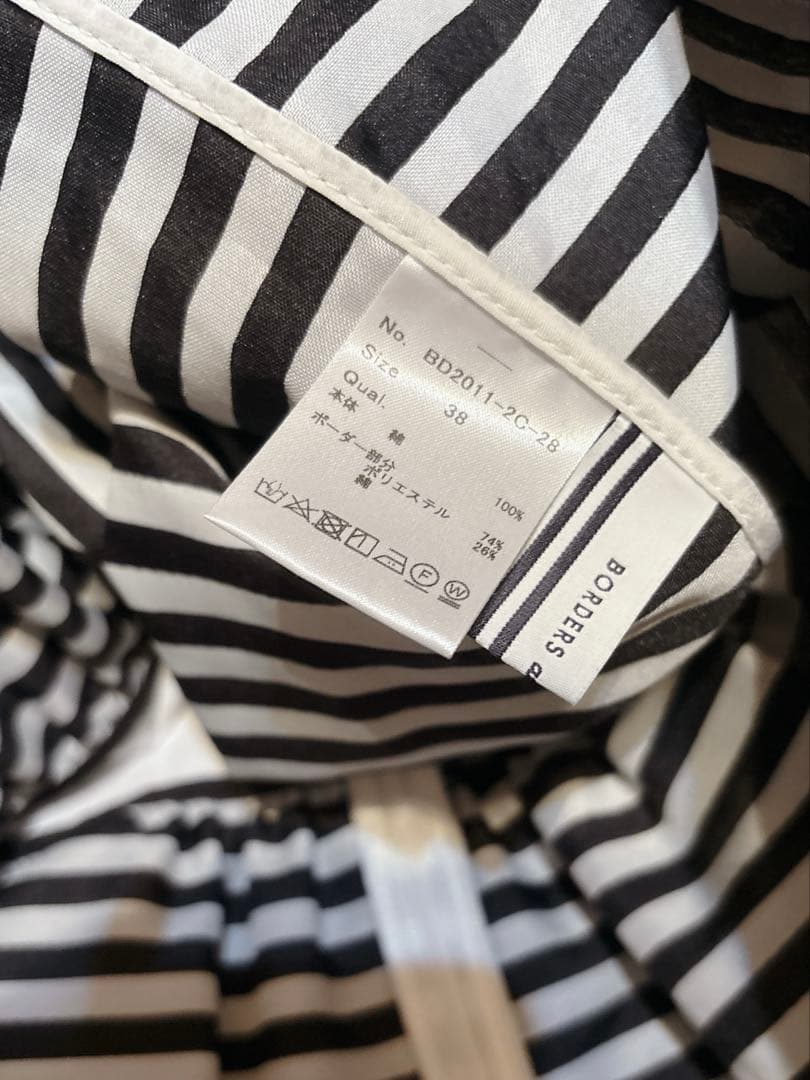 No. BD2011-2C-28
Size 38
Qual.
本体
綿 100%
ボーダー部分
ポリエステル 74%
綿 26%
F W
BORDERS